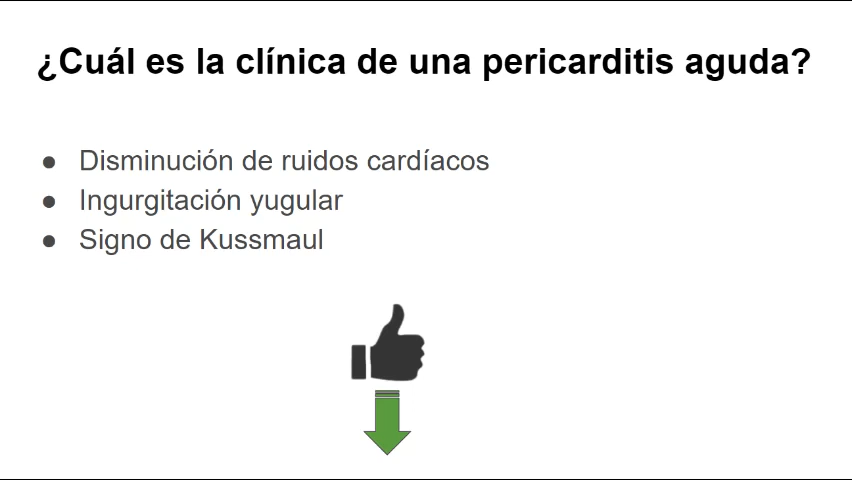 ¿Cuál es la clínica de una pericarditis aguda?
● Disminución de ruidos cardíacos
● Ingurgitación yugular
● Signo de Kussmaul